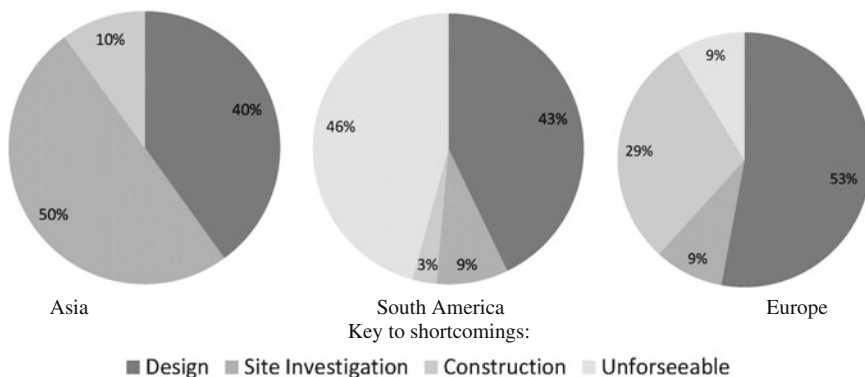 10%
40%
50%
46%
43%
3%
9%
9%
29%
53%
9%
Asia
South America
Europe
Key to shortcomings:
Design
Site Investigation
Construction
Unforseeable